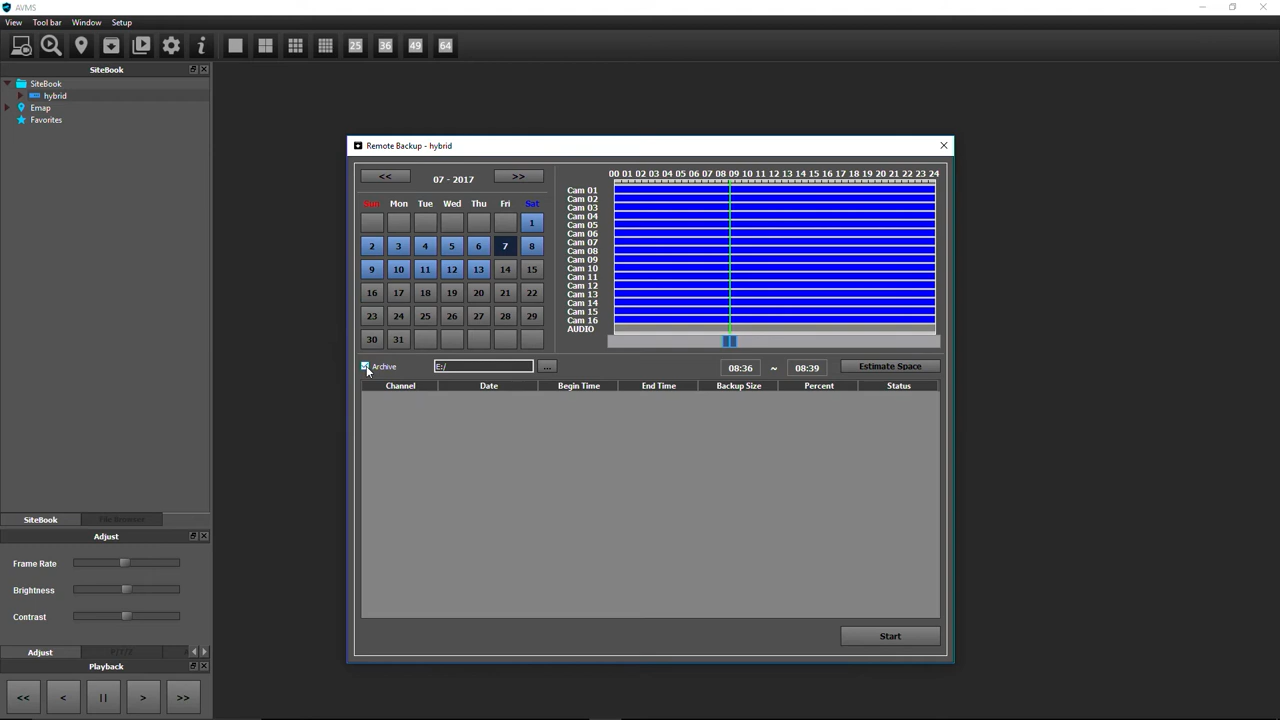 AVMS
View Tool bar Window Setup
25 36 49 64
SiteBook
SiteBook
hybrid
Emap
Favorites
SiteBook
Adjust
Frame Rate
Brightness
Contrast
Adjust
Playback
<< < || > >>
Remote Backup - hybrid
<< 07 - 2017 >>
Sun Mon Tue Wed Thu Fri Sat
1
2 3 4 5 6 7 8
9 10 11 12 13 14 15
16 17 18 19 20 21 22
23 24 25 26 27 28 29
30 31
00 01 02 03 04 05 06 07 08 09 10 11 12 13 14 15 16 17 18 19 20 21 22 23 24
Cam 01
Cam 02
Cam 03
Cam 04
Cam 05
Cam 06
Cam 07
Cam 08
Cam 09
Cam 10
Cam 11
Cam 12
Cam 13
Cam 14
Cam 15
Cam 16
AUDIO
Archive E:/ ... 08:36 ~ 08:39 Estimate Space
Channel Date Begin Time End Time Backup Size Percent Status
Start